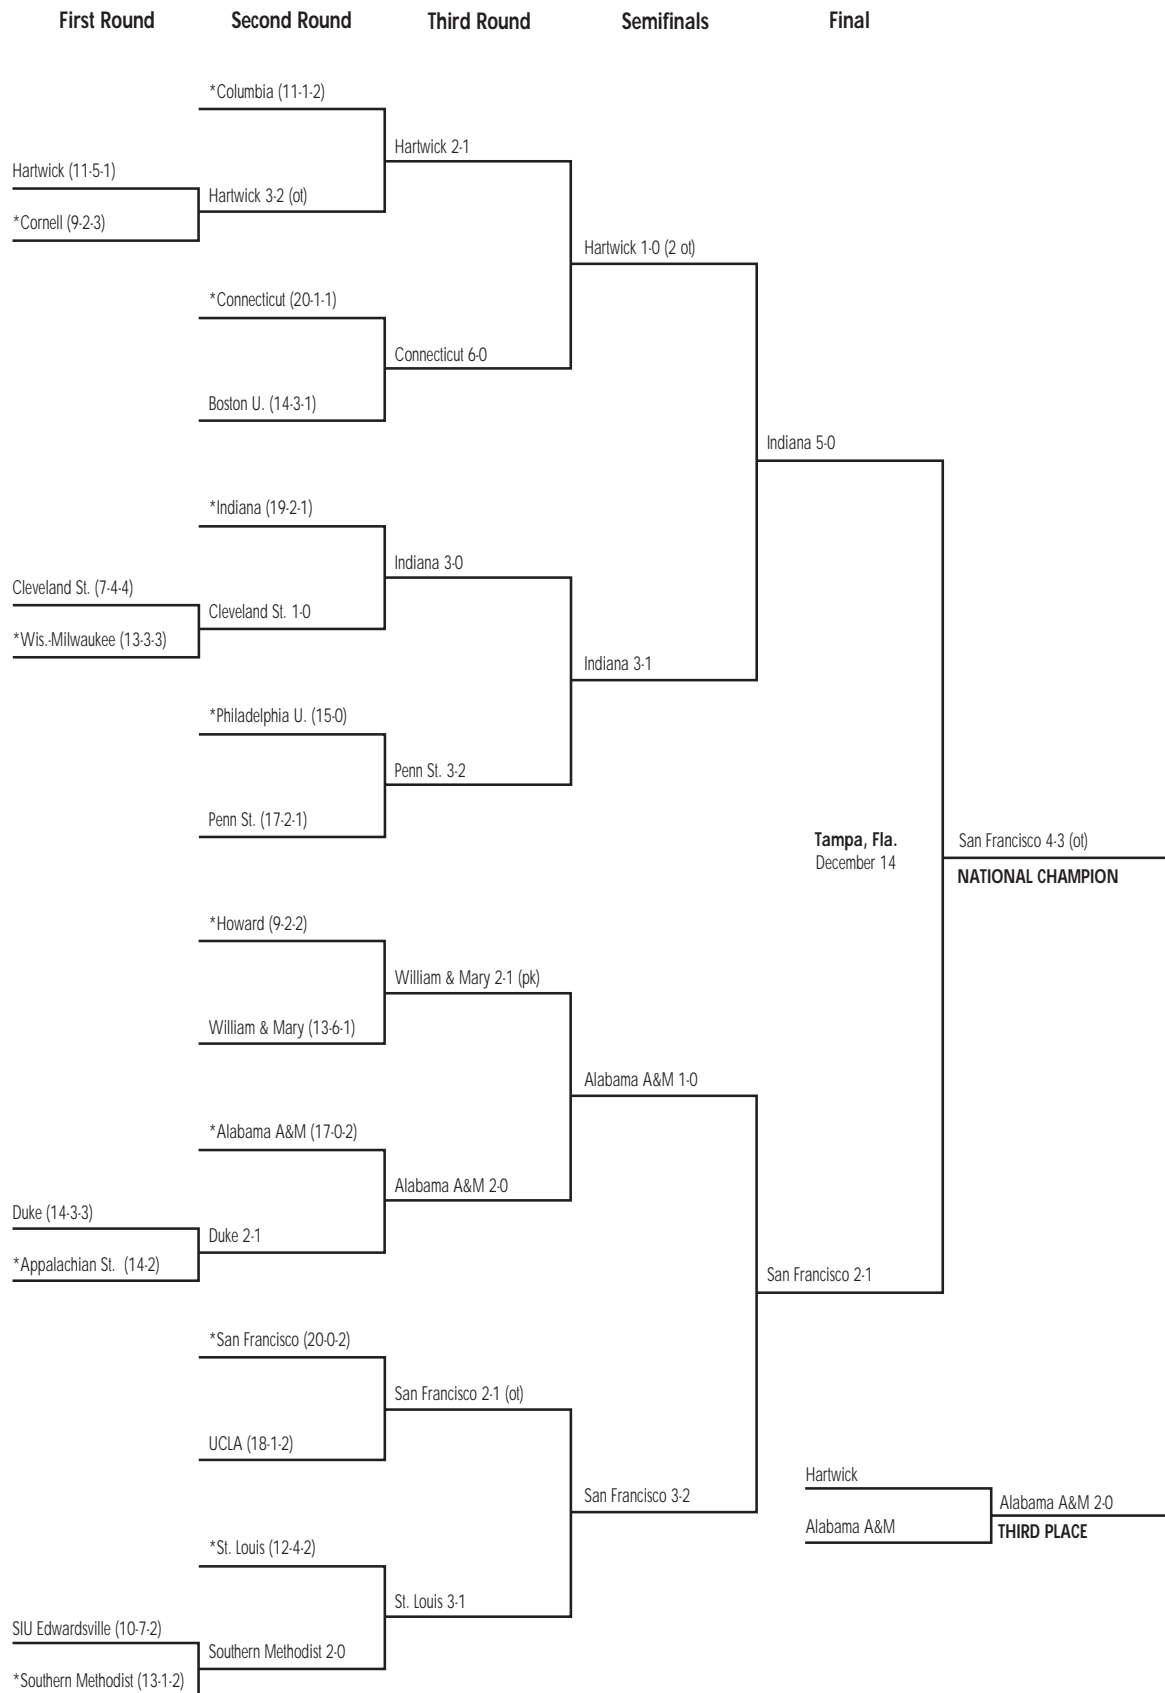 First Round Second Round Third Round Semifinals Final
*Columbia (11-1-2)
Hartwick 2-1
Hartwick (11-5-1)
Hartwick 3-2 (ot)
*Cornell (9-2-3)
Hartwick 1-0 (2 ot)
*Connecticut (20-1-1)
Connecticut 6-0
Boston U. (14-3-1)
Indiana 5-0
*Indiana (19-2-1)
Indiana 3-0
Cleveland St. (7-4-4)
Cleveland St. 1-0
*Wis.-Milwaukee (13-3-3)
Indiana 3-1
*Philadelphia U. (15-0)
Penn St. 3-2
Penn St. (17-2-1)
Tampa, Fla.
December 14
San Francisco 4-3 (ot)
NATIONAL CHAMPION
*Howard (9-2-2)
William & Mary 2-1 (pk)
William & Mary (13-6-1)
Alabama A&M 1-0
*Alabama A&M (17-0-2)
Alabama A&M 2-0
Duke (14-3-3)
Duke 2-1
*Appalachian St. (14-2)
San Francisco 2-1
*San Francisco (20-0-2)
San Francisco 2-1 (ot)
UCLA (18-1-2)
San Francisco 3-2
*St. Louis (12-4-2)
St. Louis 3-1
SIU Edwardsville (10-7-2)
Southern Methodist 2-0
*Southern Methodist (13-1-2)
Hartwick
Alabama A&M
Alabama A&M 2-0
THIRD PLACE